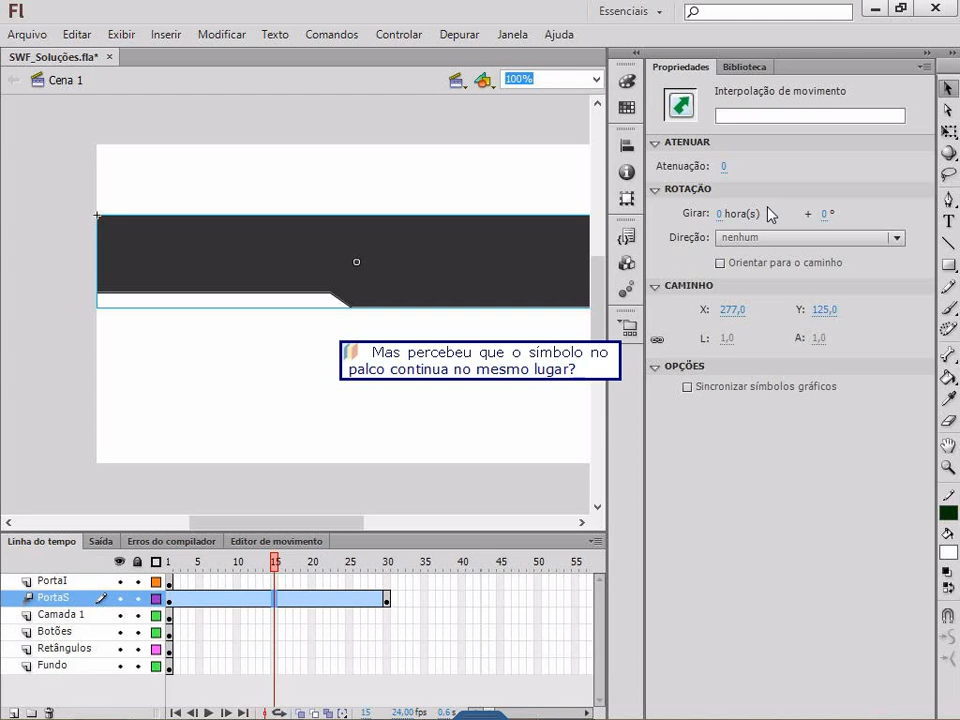 Fl
Essenciais
Arquivo Editar Exibir Inserir Modificar Texto Comandos Controlar Depurar Janela Ajuda
SWF_Soluções.fla* ×
Cena 1
100%
Propriedades Biblioteca
Interpolação de movimento
ATENUAR
Atenuação: 0
ROTAÇÃO
Girar: 0 hora(s) + 0 °
Direção: nenhum
Orientar para o caminho
CAMINHO
X: 277,0 Y: 125,0
L: 1,0 A: 1,0
OPÇÕES
Sincronizar símbolos gráficos
Mas percebeu que o símbolo no
palco continua no mesmo lugar?
Linha do tempo Saída Erros do compilador Editor de movimento
1 5 10 15 20 25 30 35 40 45 50 55
PortaI
PortaS
Camada 1
Botões
Retângulos
Fundo
15 24,00 fps 0,6 s